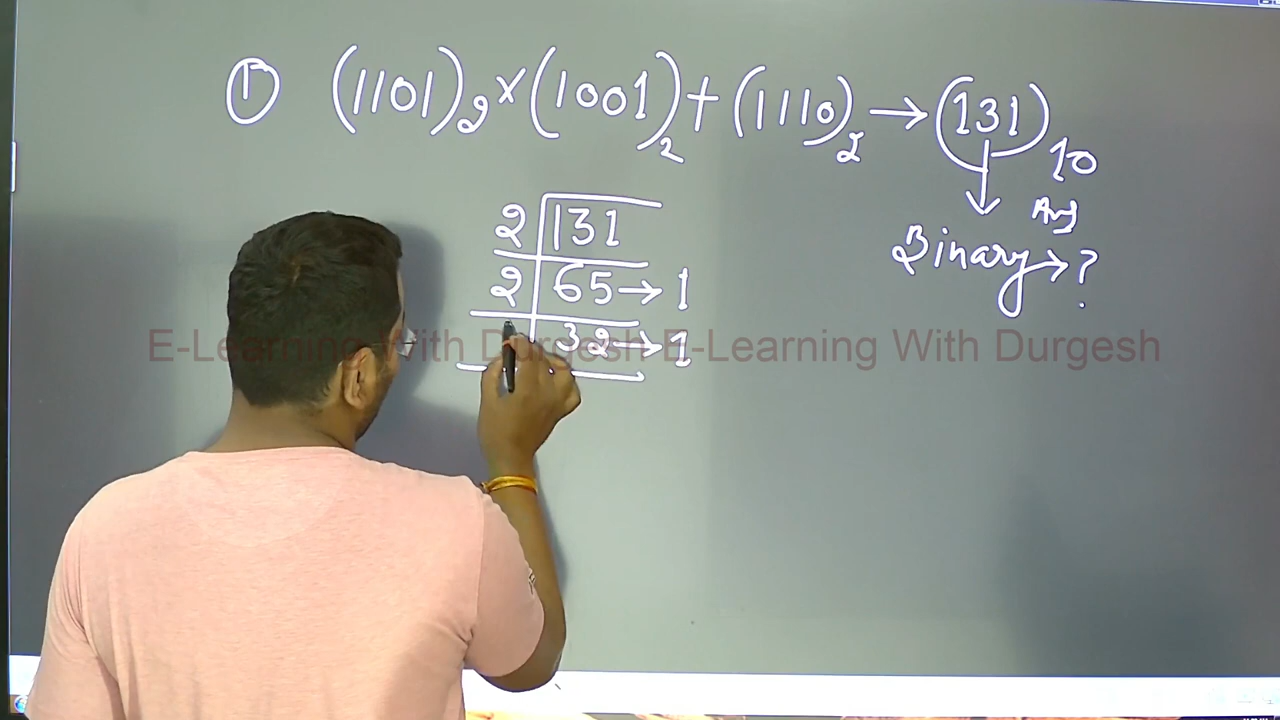 ① (1101)₂ × (1001)₂ + (1110)₂ → (131)₁₀
Ans
Binary → ?
2 | 131
2 | 65 → 1
32 → 1
E-Learning With Durgesh E-Learning With Durgesh